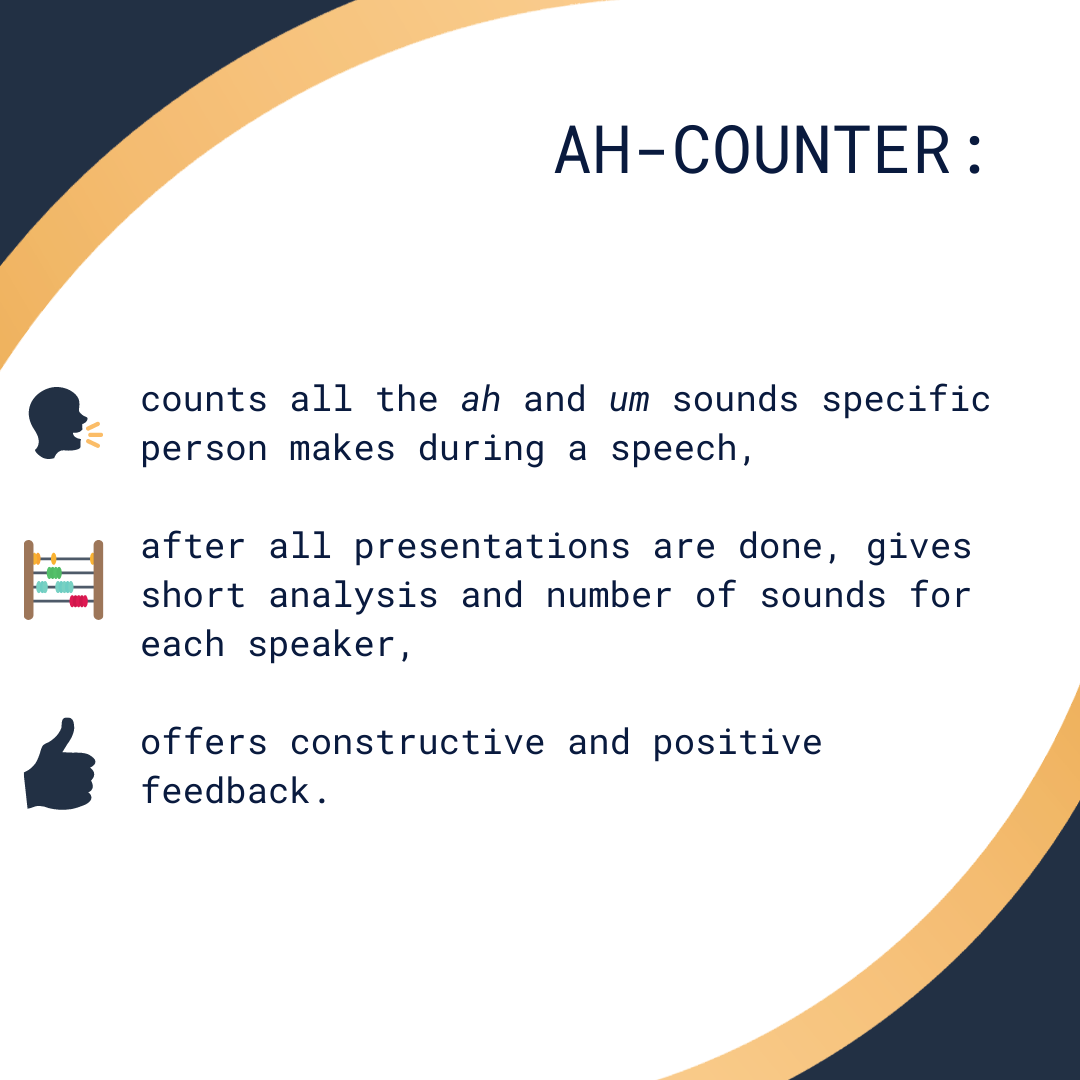 AH-COUNTER:
counts all the ah and um sounds specific
person makes during a speech,
after all presentations are done, gives
short analysis and number of sounds for
each speaker,
offers constructive and positive
feedback.